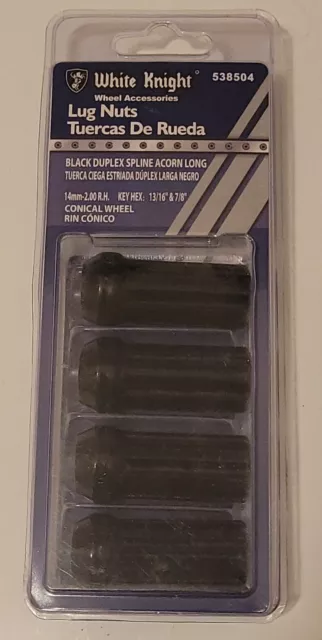 White Knight
538504
Wheel Accessories
Lug Nuts
Tuercas De Rueda
BLACK DUPLEX SPLINE ACORN LONG
TUERCA CIEGA ESTRIADA DÚPLEX LARGA NEGRO
14mm-2.00 R.H. KEY HEX: 13/16" & 7/8"
CONICAL WHEEL
RIN CÓNICO